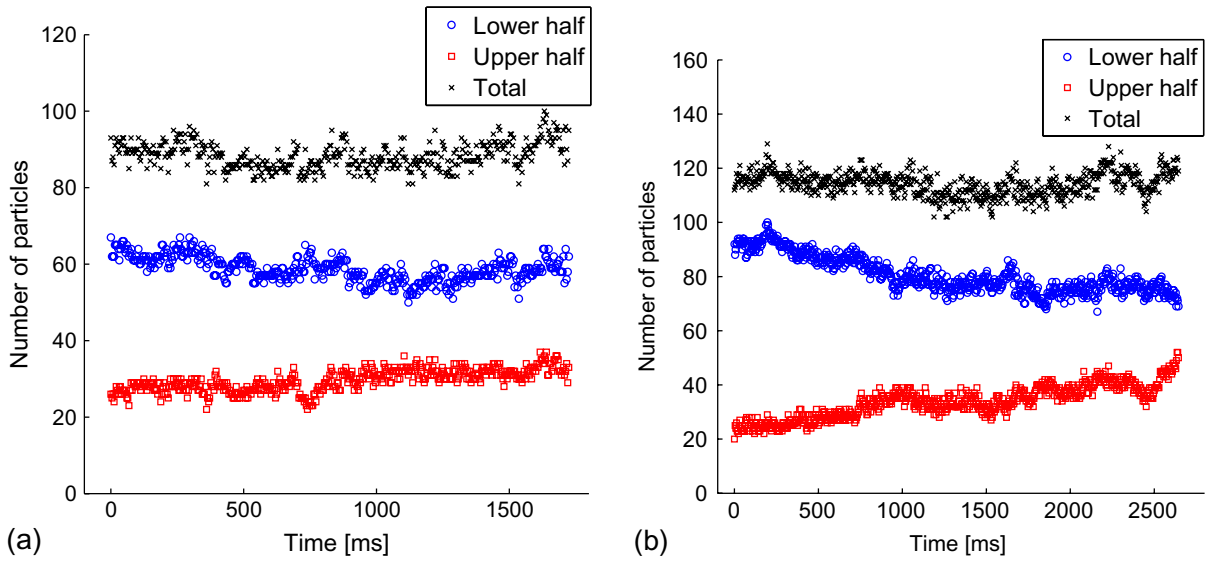 120
100
80
60
40
20
0
Number of particles
0 500 1000 1500
Time [ms]
Lower half
Upper half
Total
(a)
160
140
120
100
80
60
40
20
0
Number of particles
0 500 1000 1500 2000 2500
Time [ms]
Lower half
Upper half
Total
(b)